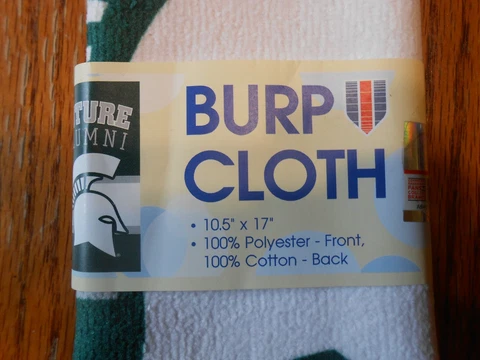 TURE
UMNI
BURP
CLOTH
• 10.5" x 17"
• 100% Polyester - Front,
100% Cotton - Back